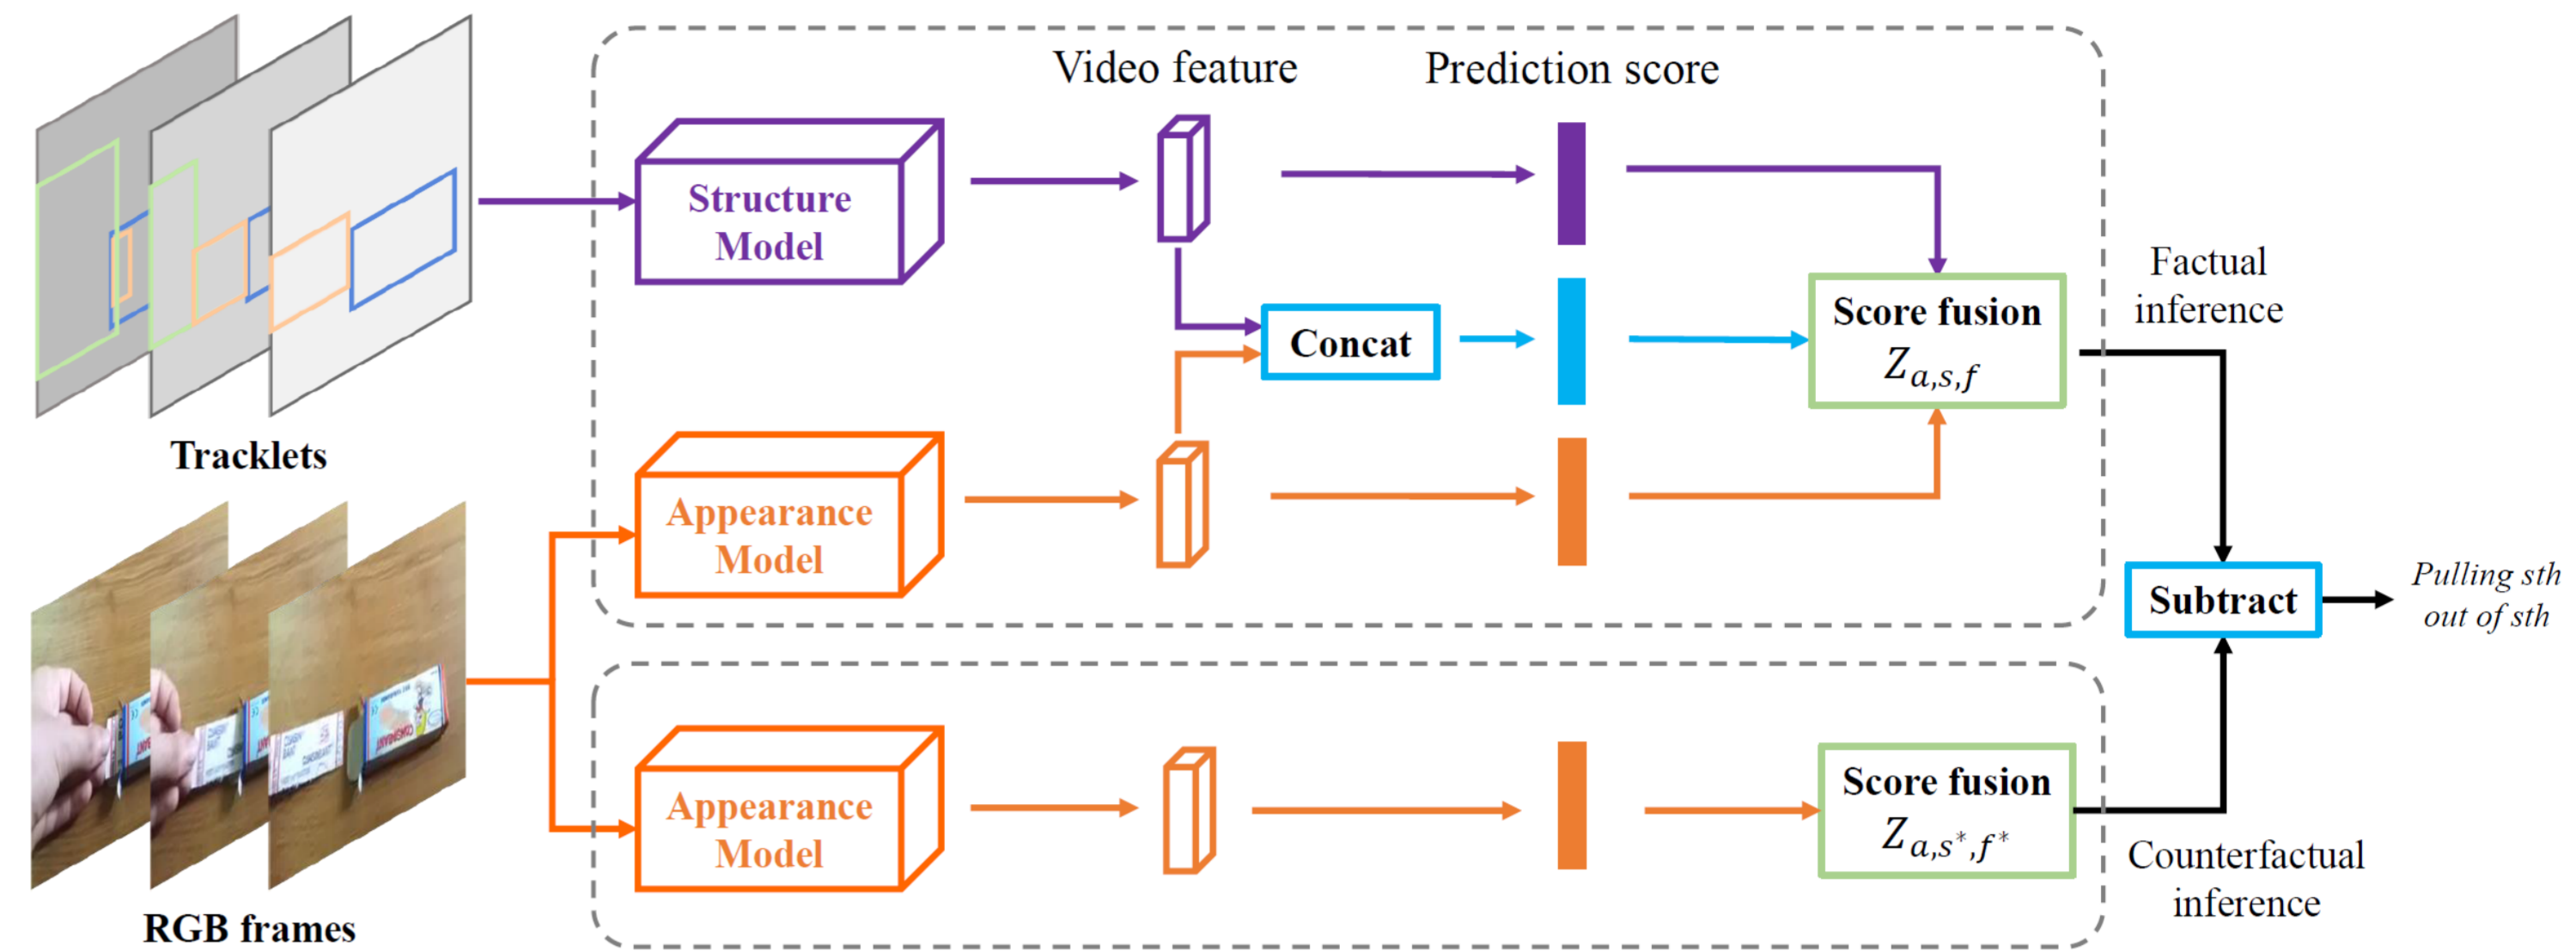 Video feature
Prediction score
Structure
Model
Concat
Score fusion
Z_{a,s,f}
Factual
inference
Tracklets
Appearance
Model
Subtract
Pulling sth
out of sth
Appearance
Model
Score fusion
Z_{a,s^*,f^*}
Counterfactual
inference
RGB frames